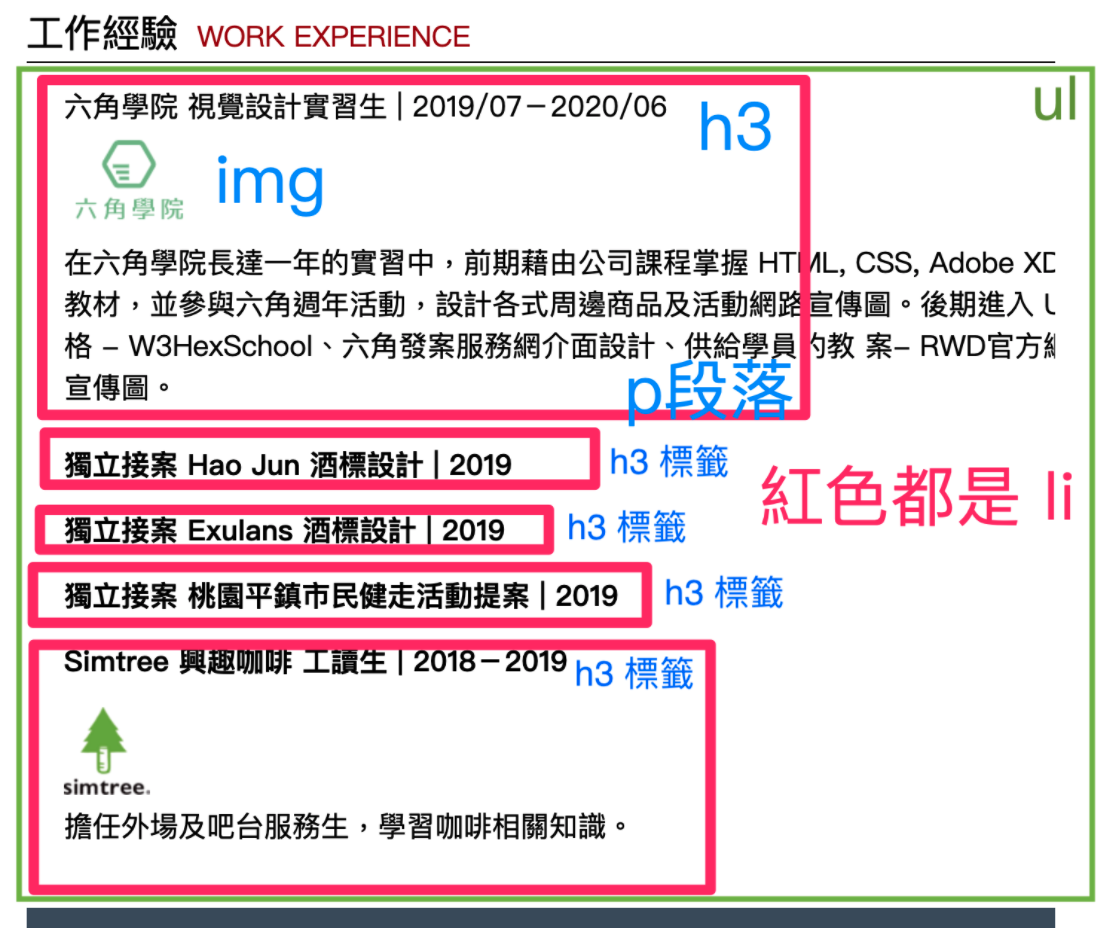 工作經驗 WORK EXPERIENCE
ul
六角學院 視覺設計實習生 | 2019/07－2020/06
h3
img
六角學院
在六角學院長達一年的實習中，前期藉由公司課程掌握 HTML, CSS, Adobe
教材，並參與六角週年活動，設計各式周邊商品及活動網路宣傳圖。後期進入
格 – W3HexSchool、六角發案服務網介面設計、供給學員的教 案– RWD官方
宣傳圖。
p段落
獨立接案 Hao Jun 酒標設計 | 2019
h3 標籤
紅色都是 li
獨立接案 Exulans 酒標設計 | 2019
h3 標籤
獨立接案 桃園平鎮市民健走活動提案 | 2019
h3 標籤
Simtree 興趣咖啡 工讀生 | 2018－2019
h3 標籤
simtree.
擔任外場及吧台服務生，學習咖啡相關知識。